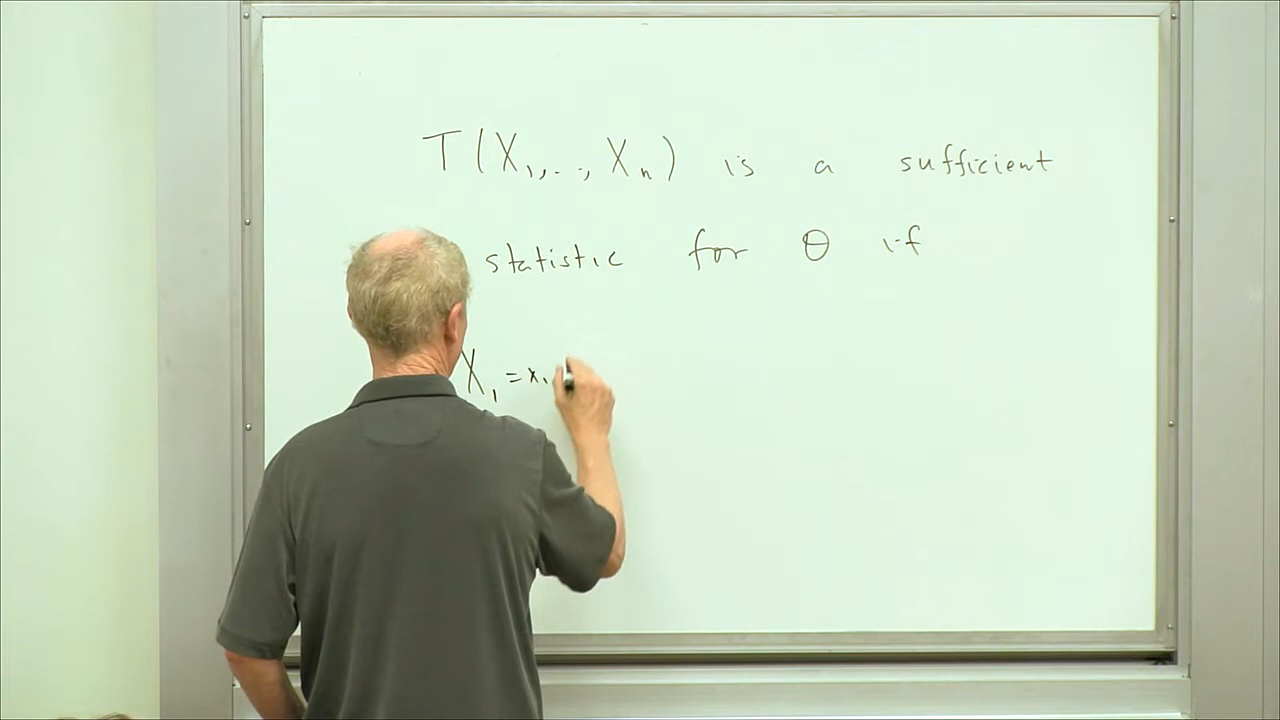 T(X₁,..,Xₙ) is a sufficient
statistic for θ if
X₁ = x₁